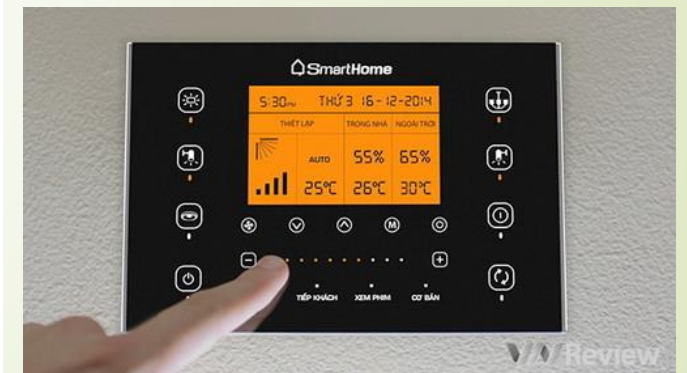 SmartHome
5:30PM THỨ 3 16-12-2014
THIẾT LẬP TRONG NHÀ NGOÀI TRỜI
AUTO 55% 65%
25°C 26°C 30°C
M
TIẾP KHÁCH XEM PHIM CƠ BẢN
Review